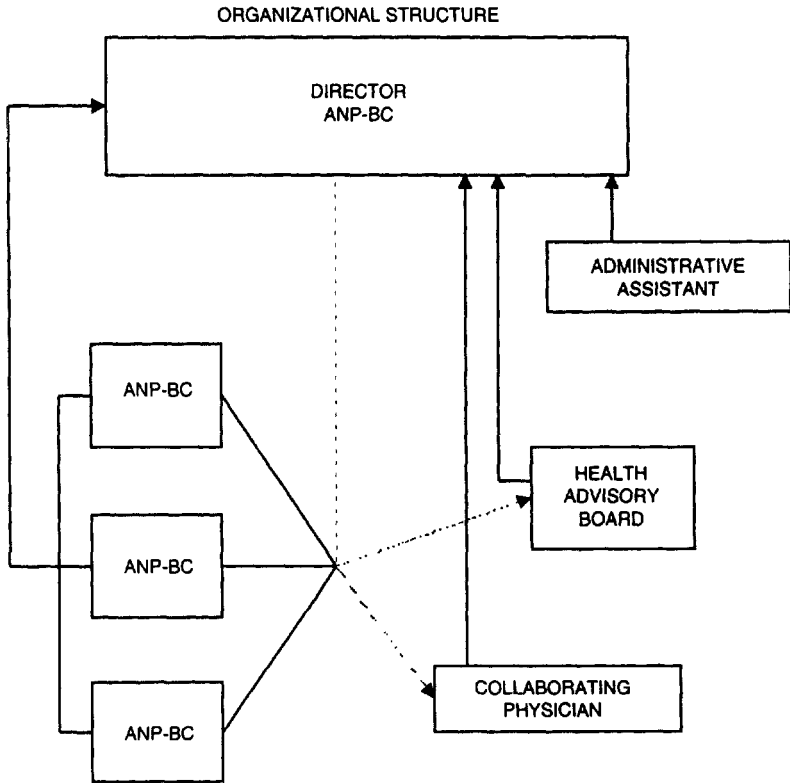 ORGANIZATIONAL STRUCTURE
DIRECTOR
ANP-BC
ADMINISTRATIVE
ASSISTANT
ANP-BC
HEALTH
ADVISORY
BOARD
ANP-BC
COLLABORATING
PHYSICIAN
ANP-BC